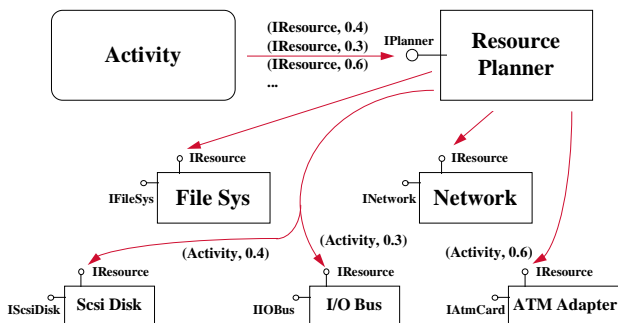 Activity
(IResource, 0.4)
(IResource, 0.3)
(IResource, 0.6)
...
IPlanner
Resource
Planner
IResource
IFileSys
File Sys
IResource
INetwork
Network
(Activity, 0.4)
(Activity, 0.3)
(Activity, 0.6)
IResource
IScsiDisk
Scsi Disk
IResource
IIOBus
I/O Bus
IResource
IAtmCard
ATM Adapter